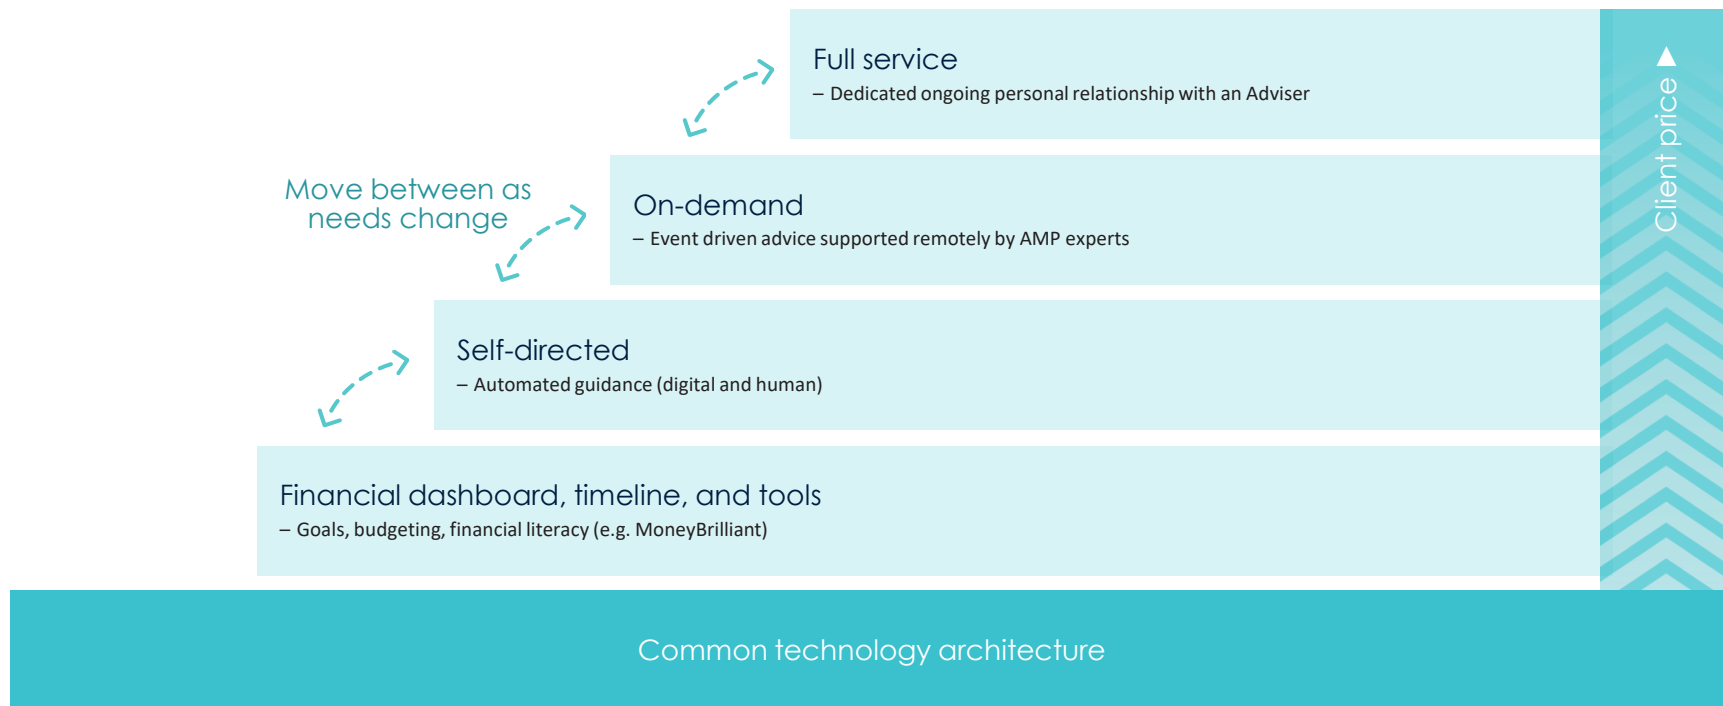 Full service
– Dedicated ongoing personal relationship with an Adviser
Client price
Move between as
needs change
On-demand
– Event driven advice supported remotely by AMP experts
Self-directed
– Automated guidance (digital and human)
Financial dashboard, timeline, and tools
– Goals, budgeting, financial literacy (e.g. MoneyBrilliant)
Common technology architecture